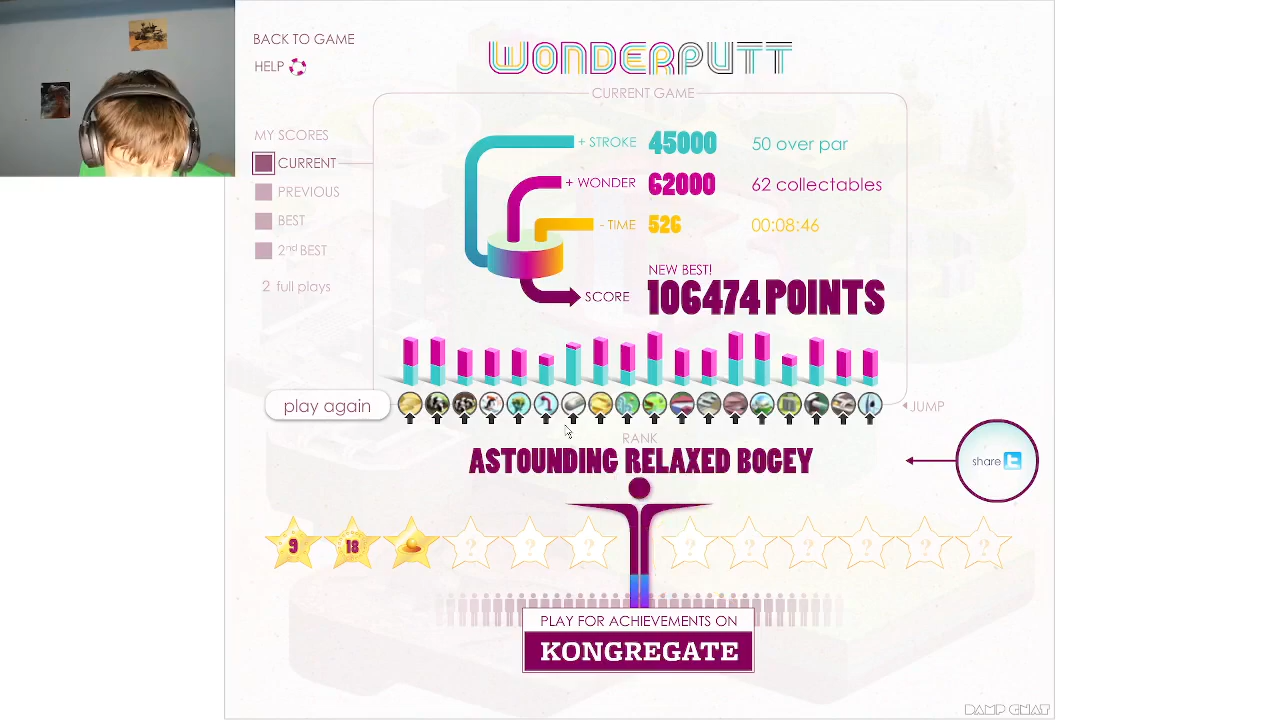 BACK TO GAME
HELP
WONDERPUTT
CURRENT GAME
MY SCORES
CURRENT
PREVIOUS
BEST
2nd BEST
2 full plays
+ STROKE 45000 50 over par
+ WONDER 62000 62 collectables
- TIME 526 00:08:46
NEW BEST!
SCORE 106474 POINTS
play again
JUMP
RANK
ASTOUNDING RELAXED BOGEY
share
9 18 ? ? ? ? ? ? ? ? ?
PLAY FOR ACHIEVEMENTS ON
KONGREGATE
DAMP GNAT